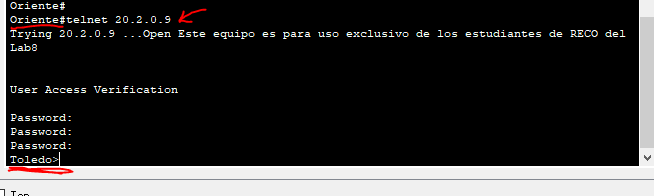 Oriente#
Oriente#telnet 20.2.0.9
Trying 20.2.0.9 ...Open Este equipo es para uso exclusivo de los estudiantes de RECO del
Lab8
User Access Verification
Password:
Password:
Password:
Toledo>
Top